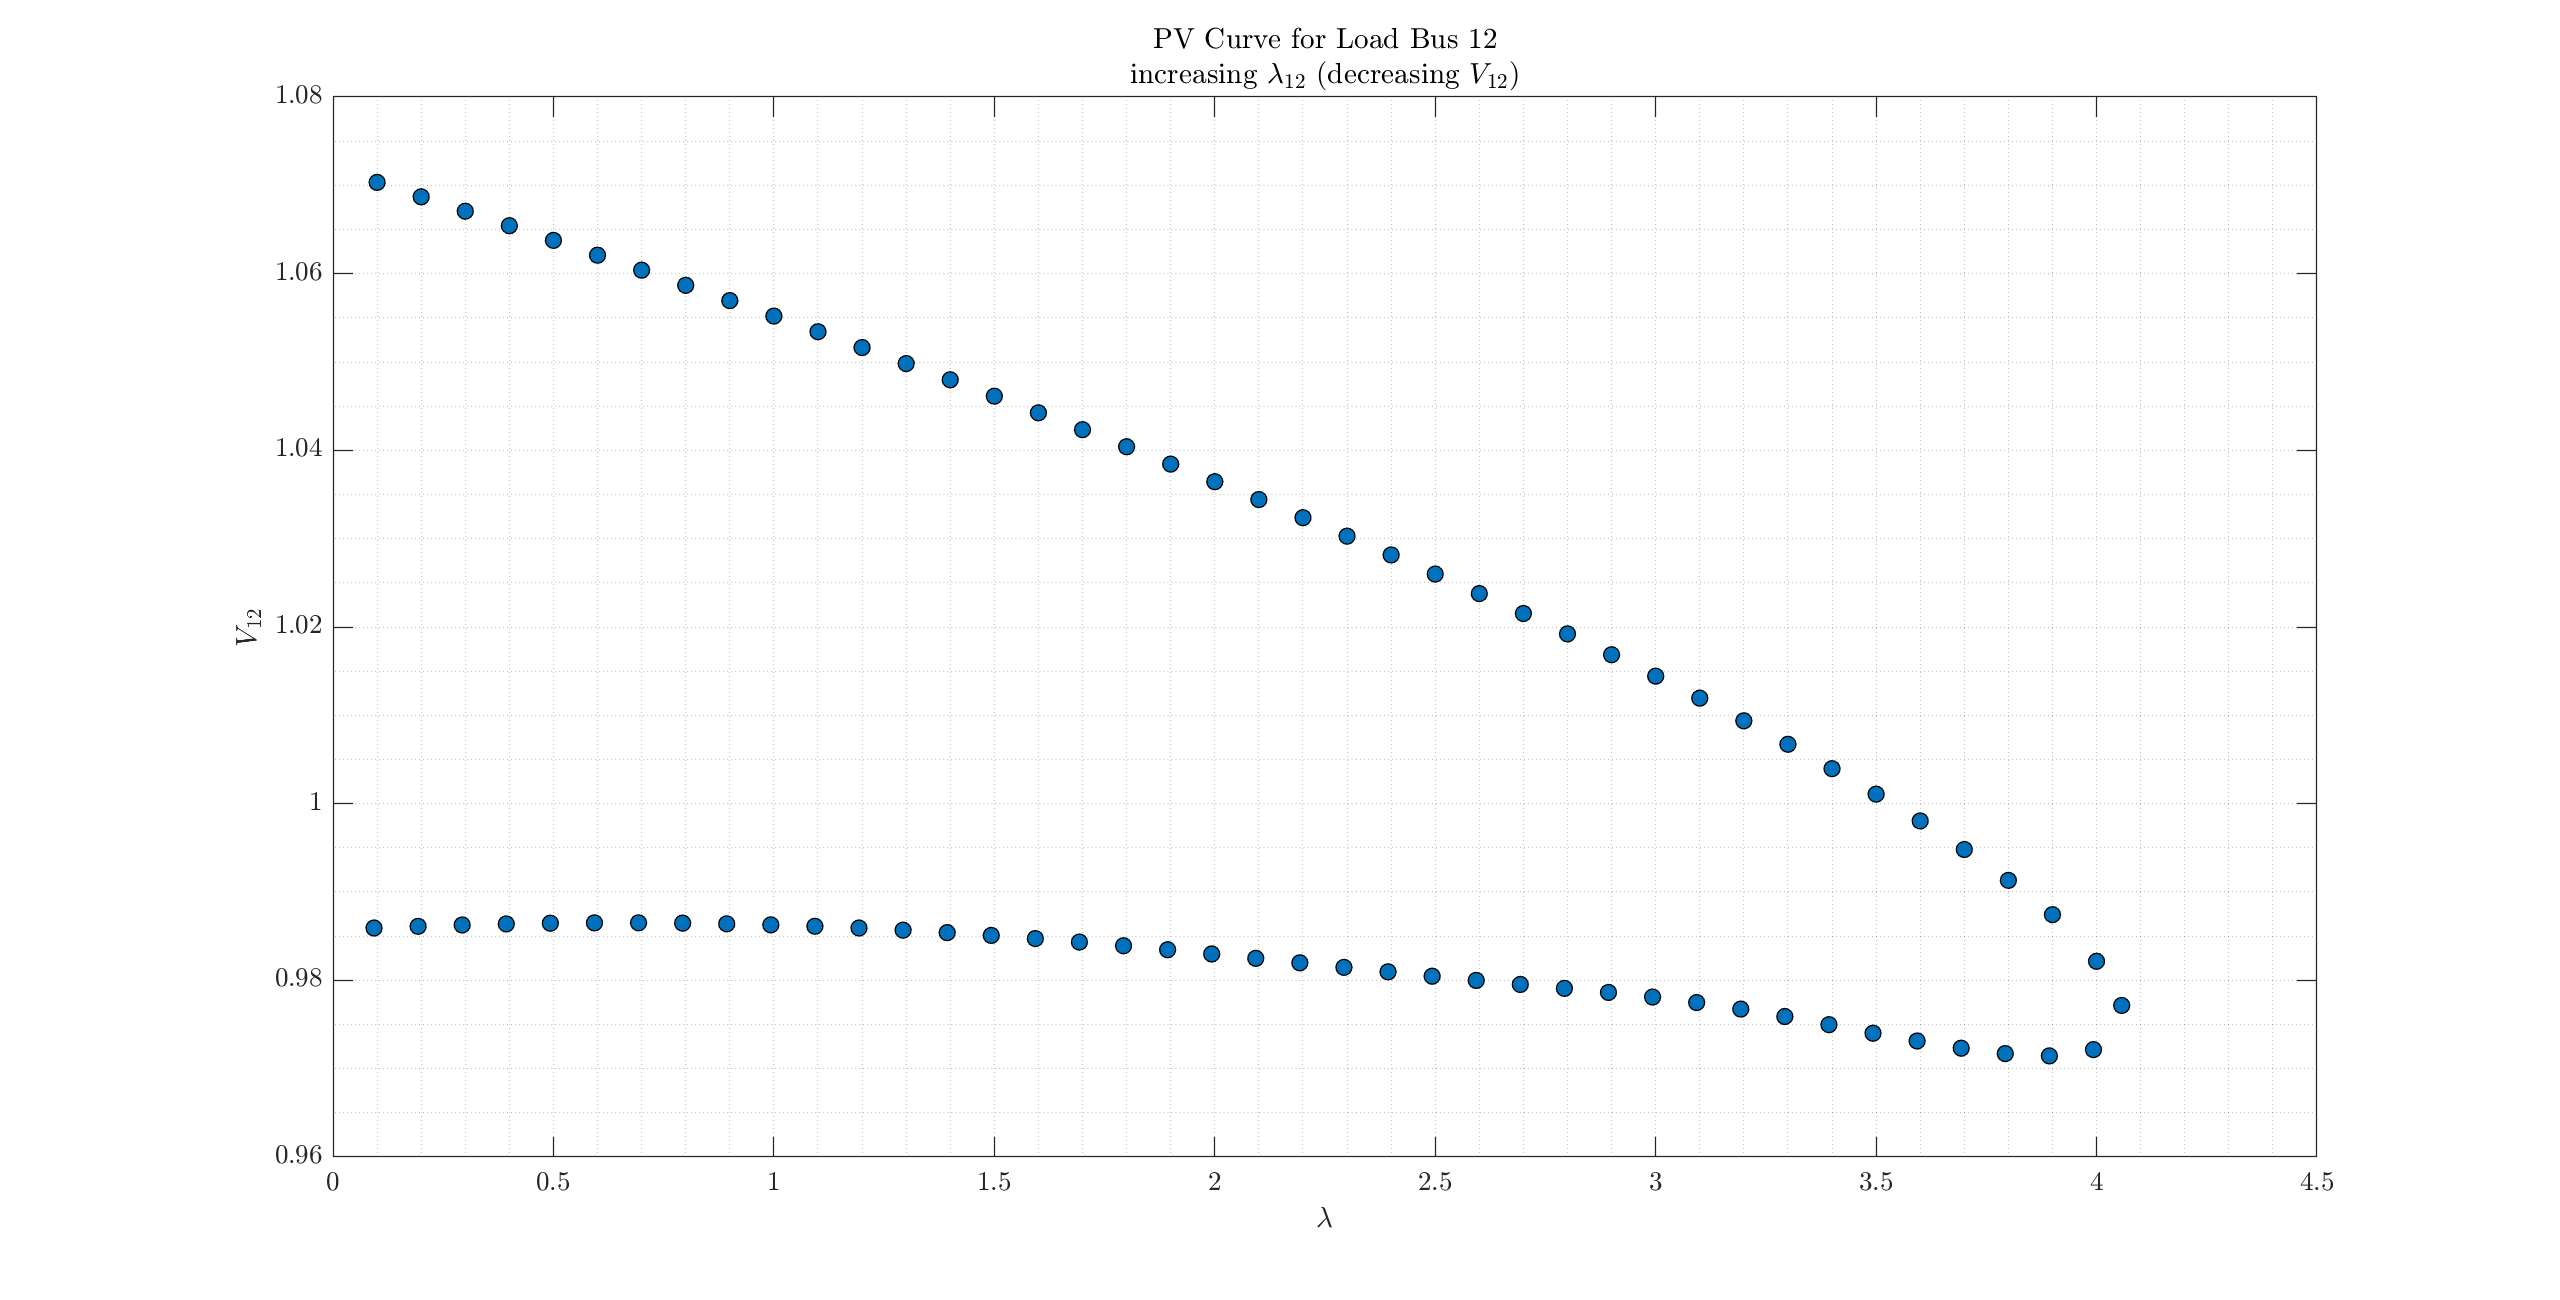 PV Curve for Load Bus 12
increasing λ₁₂ (decreasing V₁₂)
1.08
1.06
1.04
1.02
1
0.98
0.96
V₁₂
0 0.5 1 1.5 2 2.5 3 3.5 4 4.5
λ